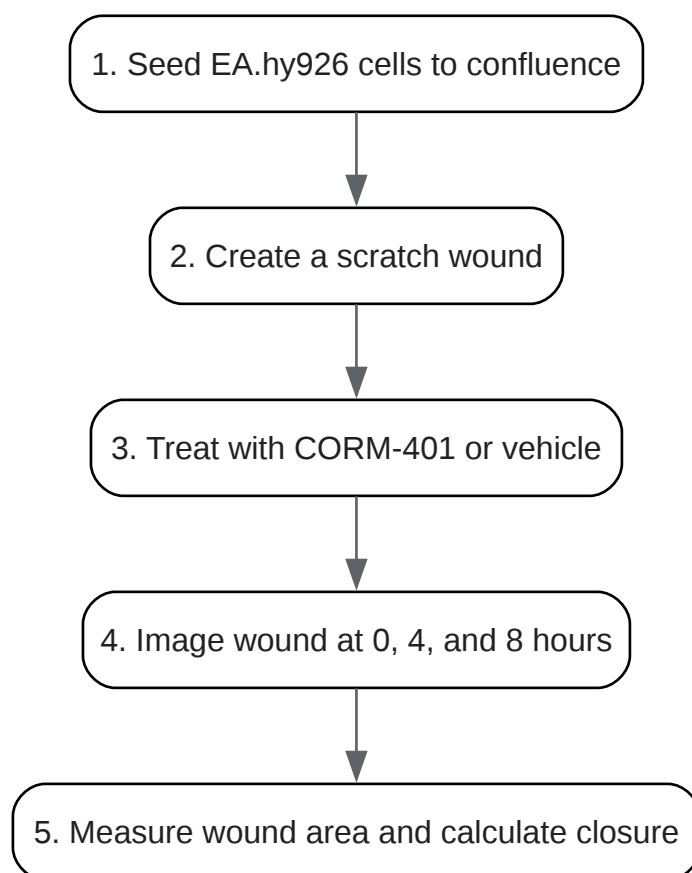 1. Seed EA.hy926 cells to confluence
2. Create a scratch wound
3. Treat with CORM-401 or vehicle
4. Image wound at 0, 4, and 8 hours
5. Measure wound area and calculate closure